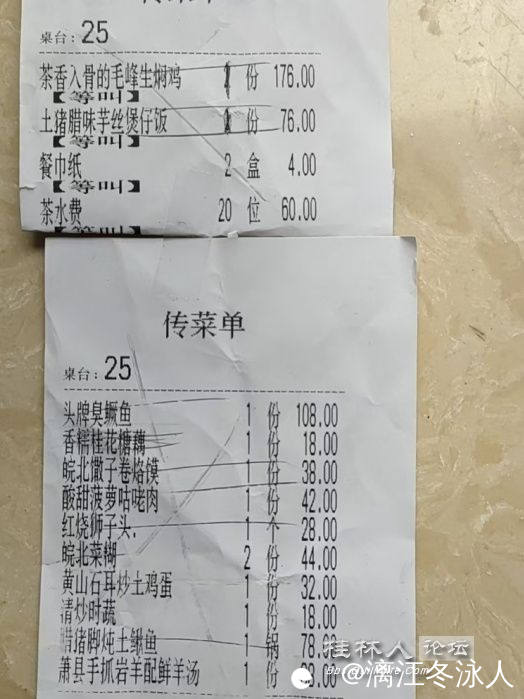 传菜单
桌台:25
茶香入骨的毛峰生焖鸡 1 份 176.00
【等叫】
土猪腊味芋丝煲仔饭 1 份 76.00
【等叫】
餐巾纸 2 盒 4.00
【等叫】
茶水费 20 位 60.00
【等叫】
传菜单
桌台:25
头牌臭鳜鱼 1 份 108.00
香糯桂花糖藕 1 份 18.00
皖北馓子卷烙馍 1 份 38.00
酸甜菠萝咕咾肉 1 份 42.00
红烧狮子头. 1 个 28.00
皖北菜糊 2 份 44.00
黄山石耳炒土鸡蛋 1 份 32.00
清炒时蔬 1 份 18.00
腊猪脚炖土鳅鱼 1 锅 78.
萧县手抓岩羊配鲜羊汤 1 份
桂林人论坛
@漓江冬泳人